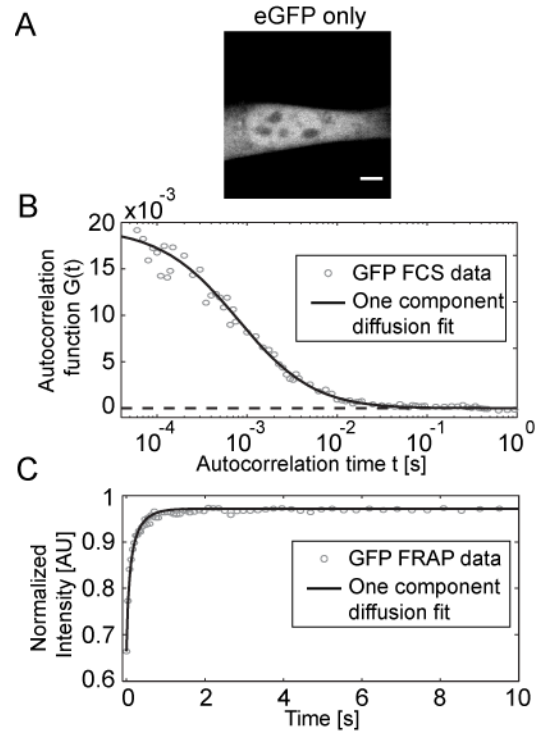 A
eGFP only
B
×10⁻³
20
15
10
5
0
Autocorrelation
function G(t)
GFP FCS data
One component
diffusion fit
10⁻⁴ 10⁻³ 10⁻² 10⁻¹ 10⁰
Autocorrelation time t [s]
C
1
0.9
0.8
0.7
0.6
Normalized
Intensity [AU]
GFP FRAP data
One component
diffusion fit
0 2 4 6 8 10
Time [s]